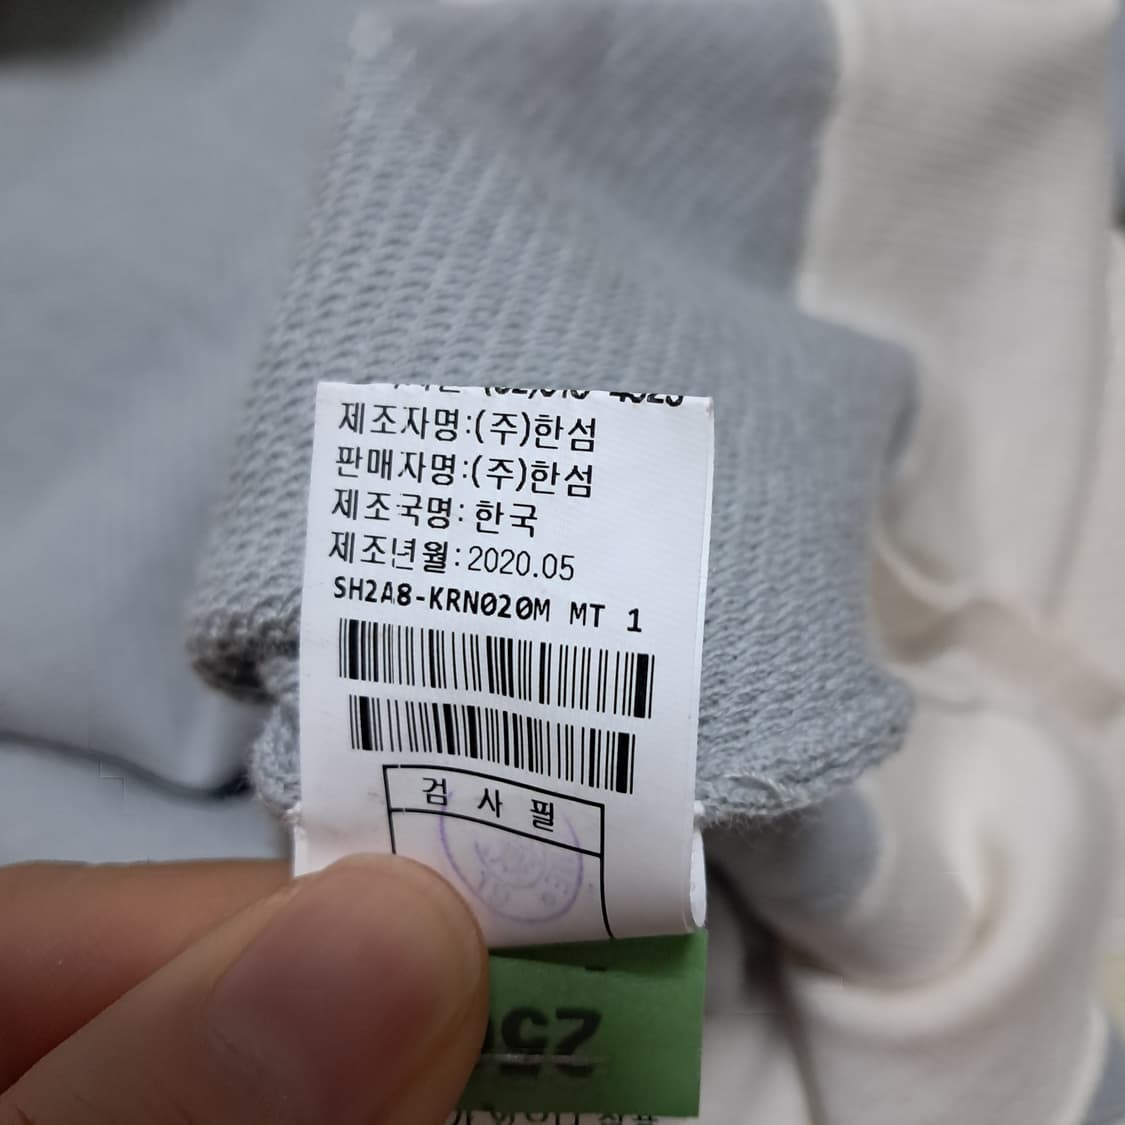 제조자명:(주)한섬
판매자명:(주)한섬
제조국명: 한국
제조년월:2020.05
SH2A8-KRN020M MT 1
검 사 필